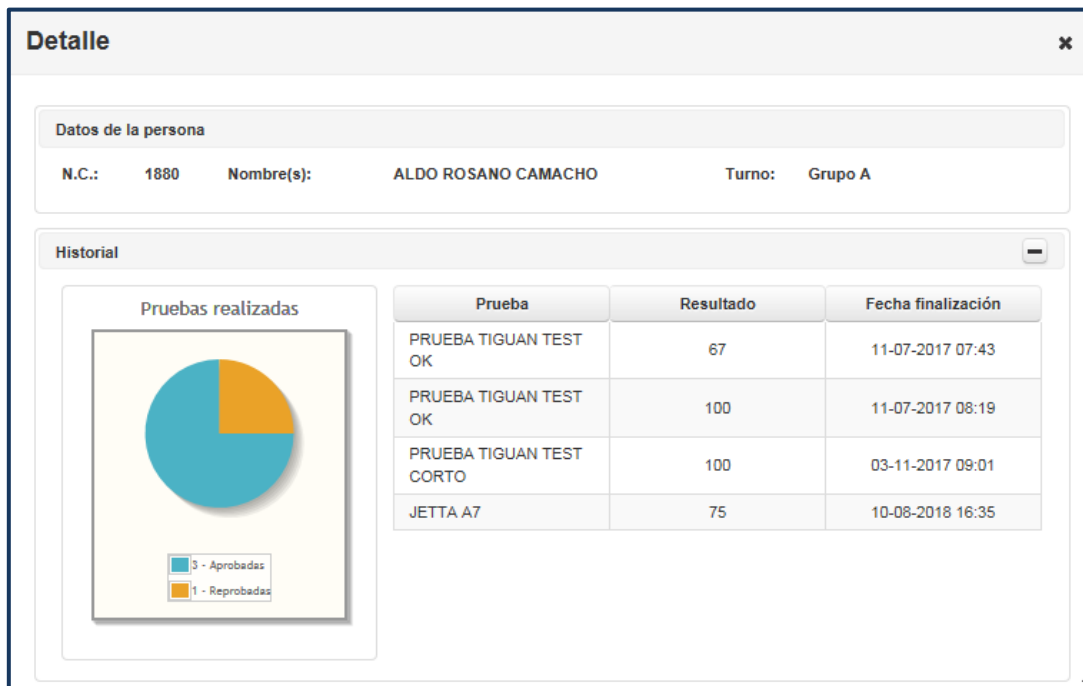 Detalle
Datos de la persona
N.C.: 1880 Nombre(s): ALDO ROSANO CAMACHO Turno: Grupo A
Historial
Pruebas realizadas
3 - Aprobadas
1 - Reprobadas
Prueba Resultado Fecha finalización
PRUEBA TIGUAN TEST
OK 67 11-07-2017 07:43
PRUEBA TIGUAN TEST
OK 100 11-07-2017 08:19
PRUEBA TIGUAN TEST
CORTO 100 03-11-2017 09:01
JETTA A7 75 10-08-2018 16:35